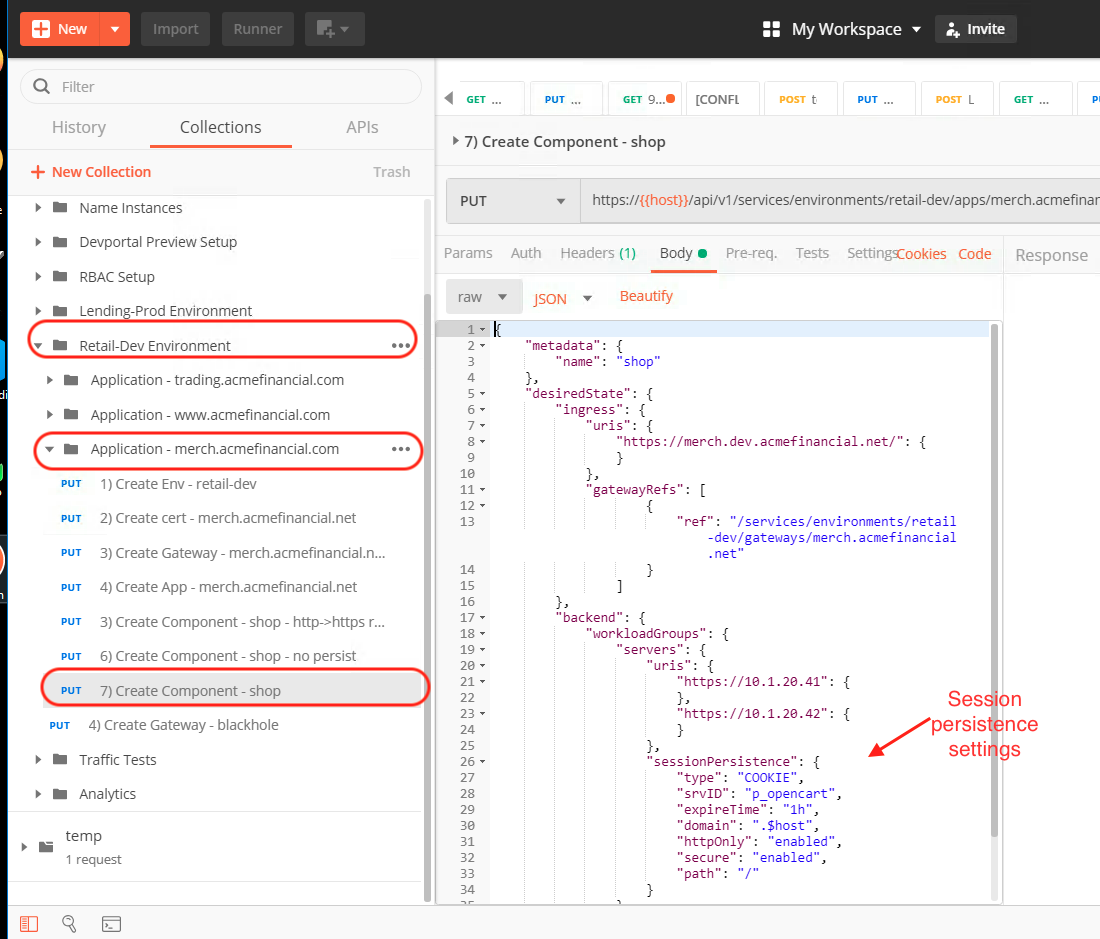 New
Import
Runner
My Workspace
Invite
Filter
History
Collections
APIs
New Collection
Trash
Name Instances
Devportal Preview Setup
RBAC Setup
Lending-Prod Environment
Retail-Dev Environment
Application - trading.acmefinancial.com
Application - www.acmefinancial.com
Application - merch.acmefinancial.com
PUT 1) Create Env - retail-dev
PUT 2) Create cert - merch.acmefinancial.net
PUT 3) Create Gateway - merch.acmefinancial.n...
PUT 4) Create App - merch.acmefinancial.net
PUT 3) Create Component - shop - http->https r...
PUT 6) Create Component - shop - no persist
PUT 7) Create Component - shop
PUT 4) Create Gateway - blackhole
Traffic Tests
Analytics
temp
1 request
GET ...
PUT ...
GET 9...
[CONFL
POST t
PUT ...
POST L
GET ...
7) Create Component - shop
PUT
https://{{host}}/api/v1/services/environments/retail-dev/apps/merch.acmefinan
Params Auth Headers (1) Body Pre-req. Tests Settings Cookies Code
Response
raw JSON Beautify
1 {
2 "metadata": {
3 "name": "shop"
4 },
5 "desiredState": {
6 "ingress": {
7 "uris": {
8 "https://merch.dev.acmefinancial.net/": {
9 }
10 },
11 "gatewayRefs": [
12 {
13 "ref": "/services/environments/retail
-dev/gateways/merch.acmefinancial
.net"
14 }
15 ]
16 },
17 "backend": {
18 "workloadGroups": {
19 "servers": {
20 "uris": {
21 "https://10.1.20.41": {
22 },
23 "https://10.1.20.42": {
24 }
25 },
26 "sessionPersistence": {
27 "type": "COOKIE",
28 "srvID": "p_opencart",
29 "expireTime": "1h",
30 "domain": ".$host",
31 "httpOnly": "enabled",
32 "secure": "enabled",
33 "path": "/"
34 }
Session
persistence
settings